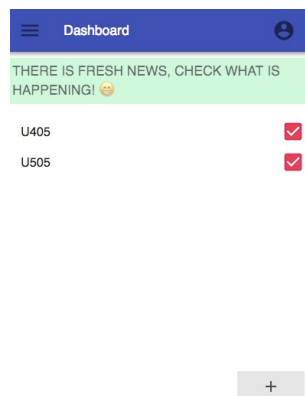 Dashboard
THERE IS FRESH NEWS, CHECK WHAT IS
HAPPENING! 😁
U405
U505
+